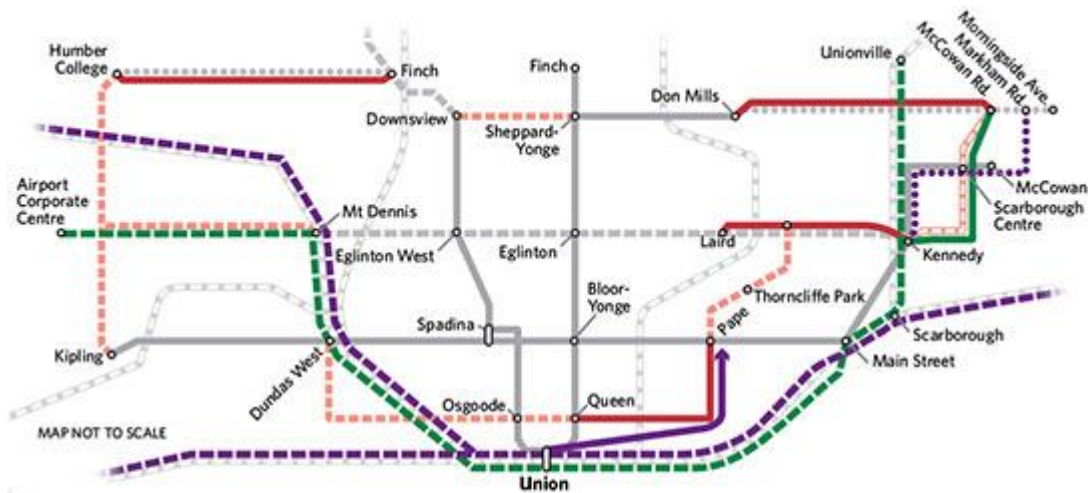 Humber
College
Finch
Finch
Unionville
McCowan Rd.
Markham Rd.
Morningside Ave.
Don Mills
Downsview
Sheppard-
Yonge
McCowan
Scarborough
Centre
Airport
Corporate
Centre
Mt Dennis
Eglinton West
Eglinton
Laird
Kennedy
Bloor-
Yonge
Thorncliffe Park
Spadina
Pape
Scarborough
Kipling
Dundas West
Main Street
Osgoode
Queen
MAP NOT TO SCALE
Union